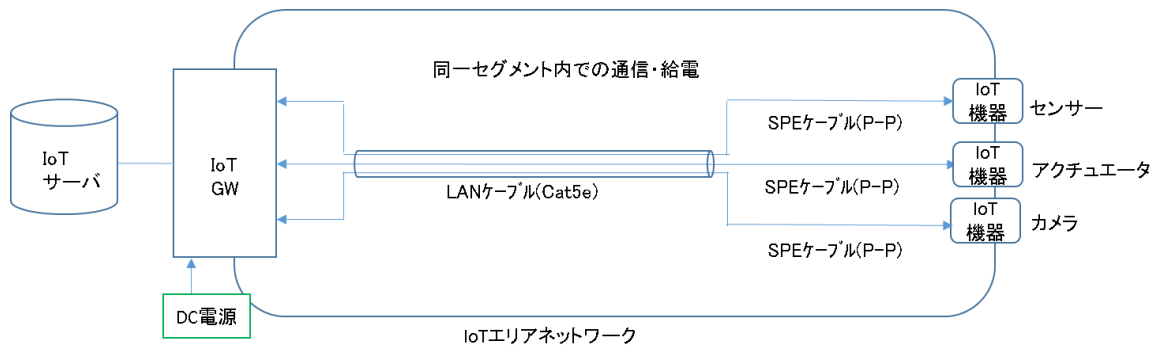 同一セグメント内での通信・給電
IoT
サーバ
IoT
GW
LANケーブル(Cat5e)
SPEケーブル(P-P)
SPEケーブル(P-P)
SPEケーブル(P-P)
IoT
機器
センサー
IoT
機器
アクチュエータ
IoT
機器
カメラ
DC電源
IoTエリアネットワーク